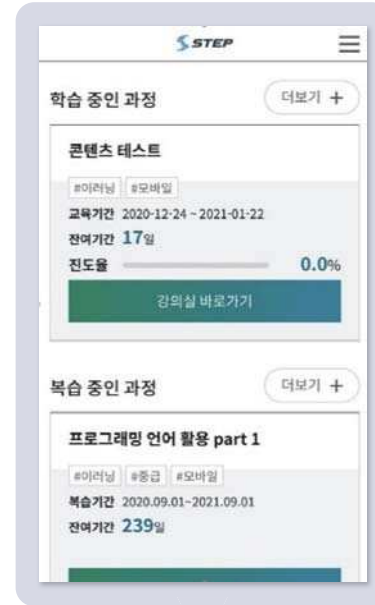 STEP
학습 중인 과정
더보기 +
콘텐츠 테스트
#이러닝 #모바일
교육기간 2020-12-24 ~ 2021-01-22
잔여기간 17일
진도율 0.0%
강의실 바로가기
복습 중인 과정
더보기 +
프로그래밍 언어 활용 part 1
#이러닝 #중급 #모바일
복습기간 2020.09.01~2021.09.01
잔여기간 239일